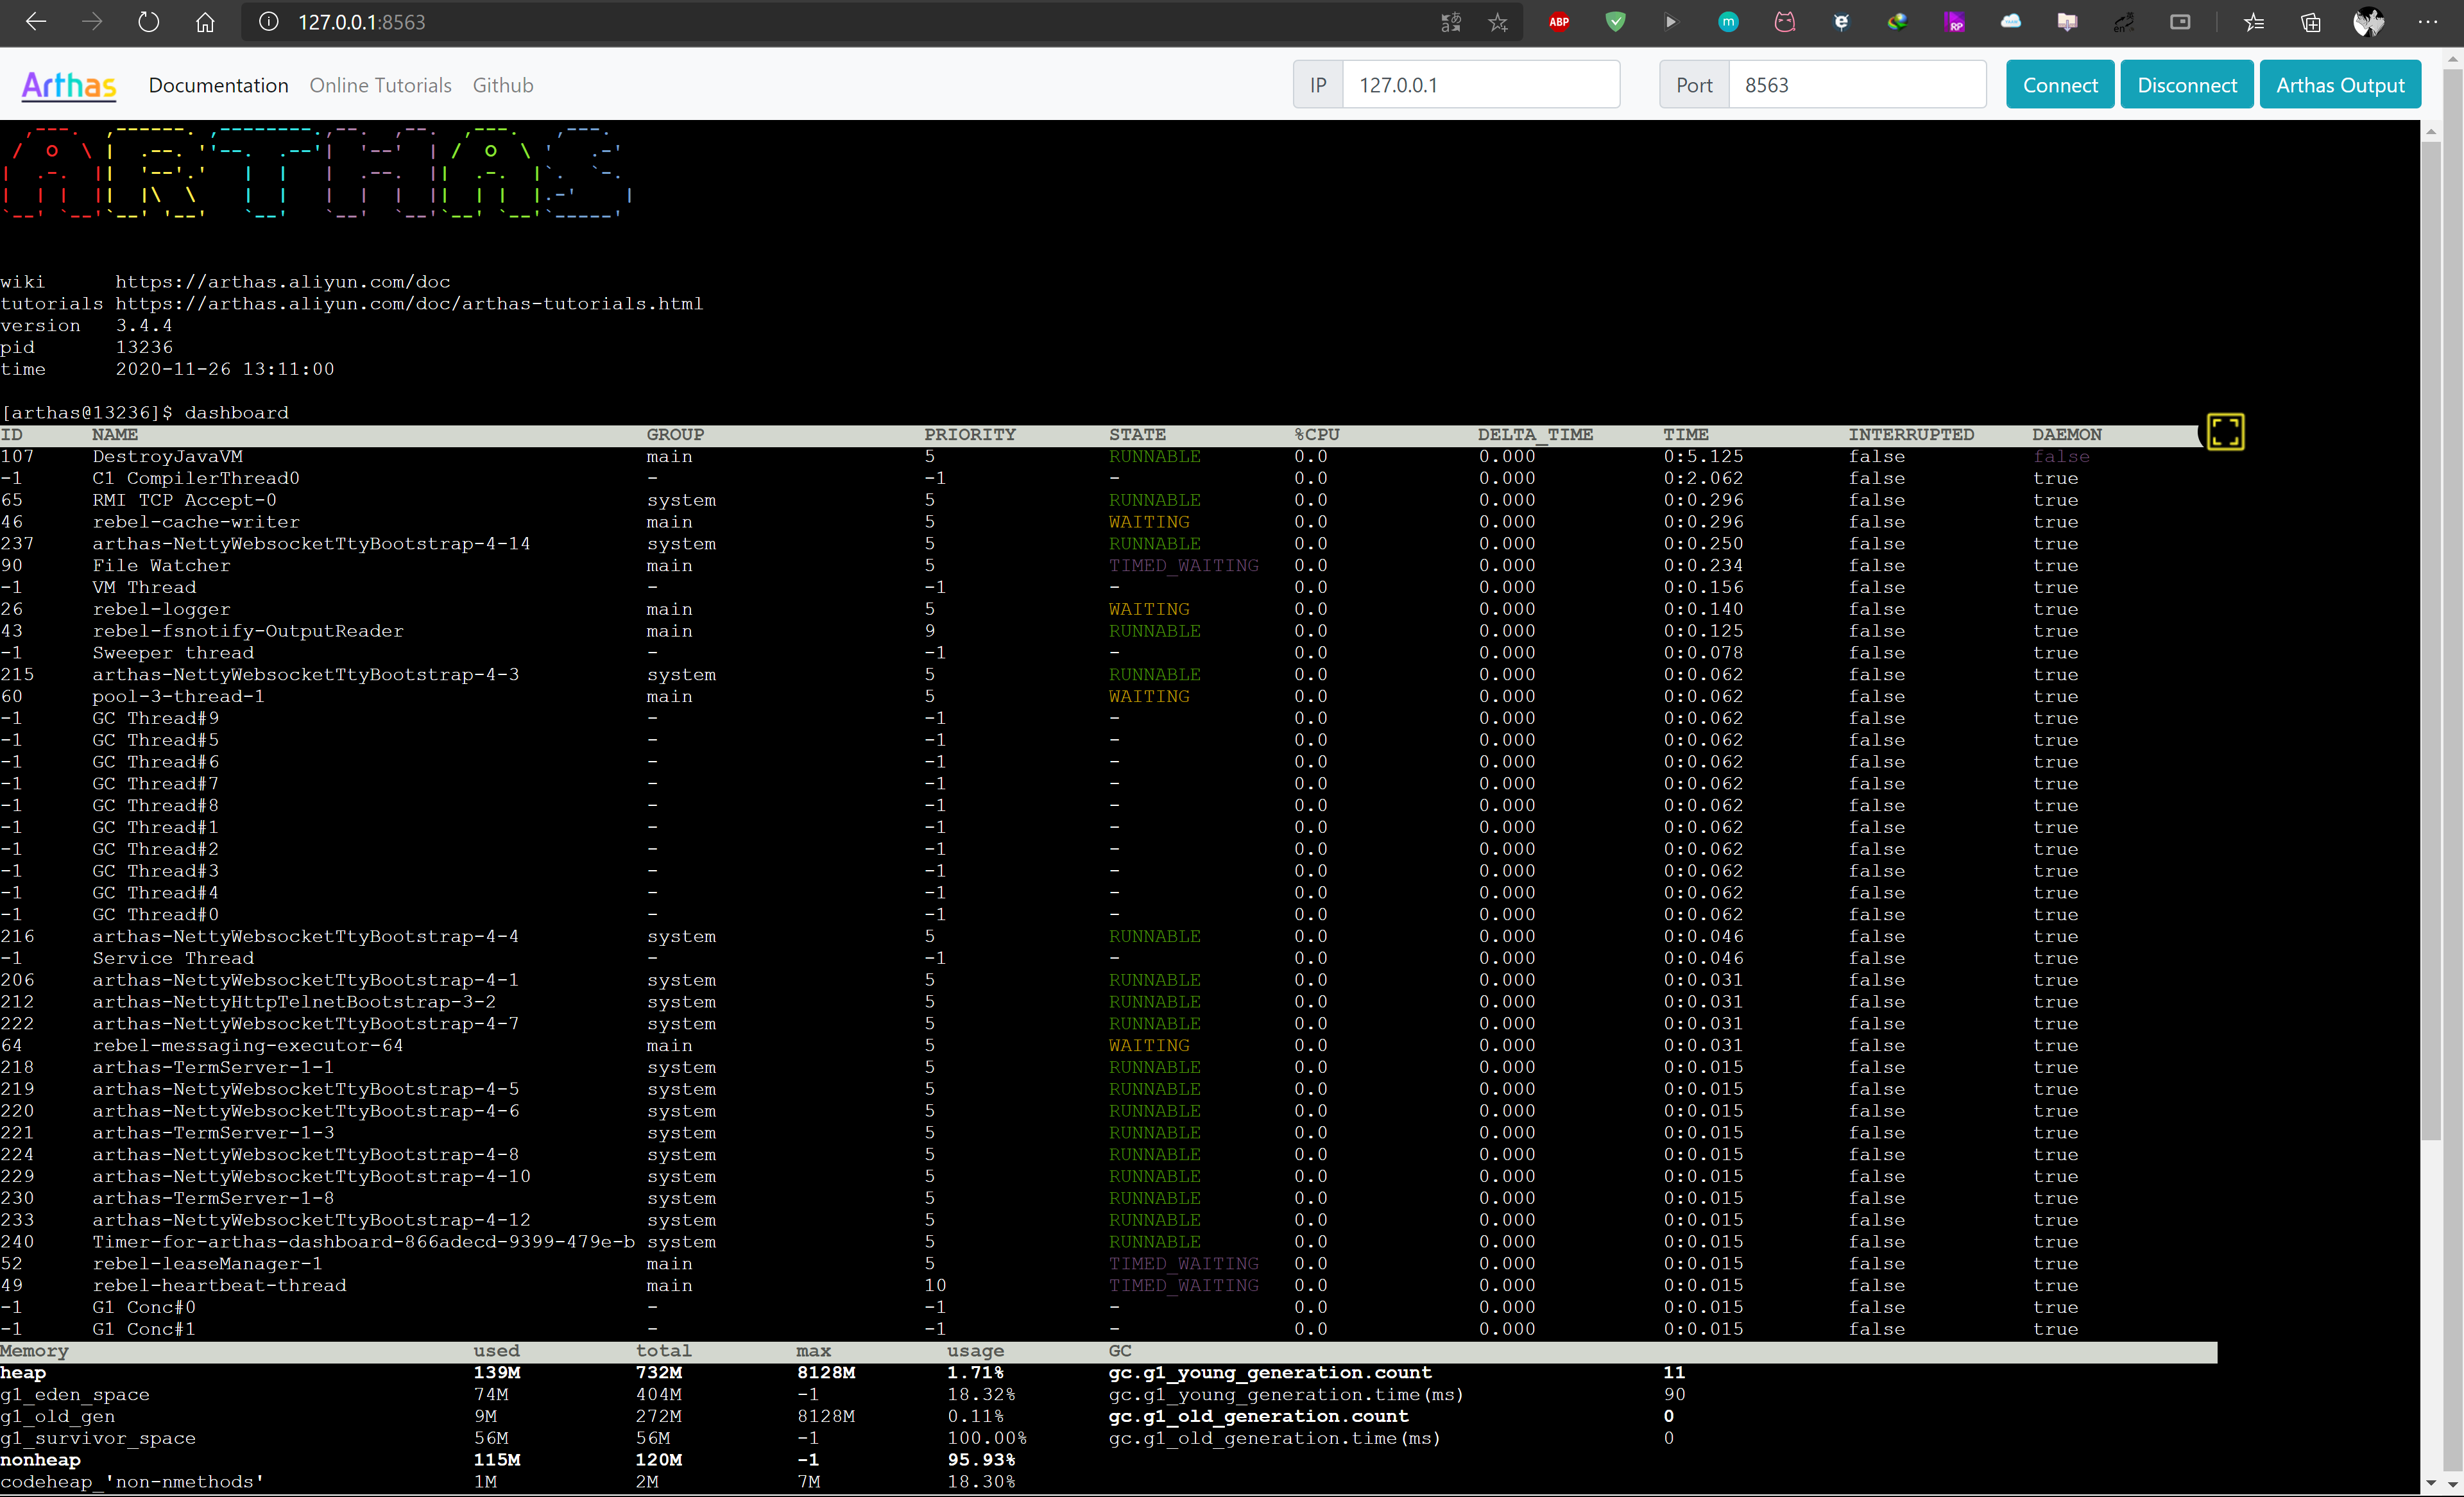 127.0.0.1:8563
Arthas Documentation Online Tutorials Github IP 127.0.0.1 Port 8563 Connect Disconnect Arthas Output
wiki https://arthas.aliyun.com/doc
tutorials https://arthas.aliyun.com/doc/arthas-tutorials.html
version 3.4.4
pid 13236
time 2020-11-26 13:11:00
[arthas@13236]$ dashboard
ID NAME GROUP PRIORITY STATE %CPU DELTA_TIME TIME INTERRUPTED DAEMON
107 DestroyJavaVM main 5 RUNNABLE 0.0 0.000 0:5.125 false false
-1 C1 CompilerThread0 - -1 - 0.0 0.000 0:2.062 false true
65 RMI TCP Accept-0 system 5 RUNNABLE 0.0 0.000 0:0.296 false true
46 rebel-cache-writer main 5 WAITING 0.0 0.000 0:0.296 false true
237 arthas-NettyWebsocketTtyBootstrap-4-14 system 5 RUNNABLE 0.0 0.000 0:0.250 false true
90 File Watcher main 5 TIMED_WAITING 0.0 0.000 0:0.234 false true
-1 VM Thread - -1 - 0.0 0.000 0:0.156 false true
26 rebel-logger main 5 WAITING 0.0 0.000 0:0.140 false true
43 rebel-fsnotify-OutputReader main 9 RUNNABLE 0.0 0.000 0:0.125 false true
-1 Sweeper thread - -1 - 0.0 0.000 0:0.078 false true
215 arthas-NettyWebsocketTtyBootstrap-4-3 system 5 RUNNABLE 0.0 0.000 0:0.062 false true
60 pool-3-thread-1 main 5 WAITING 0.0 0.000 0:0.062 false true
-1 GC Thread#9 - -1 - 0.0 0.000 0:0.062 false true
-1 GC Thread#5 - -1 - 0.0 0.000 0:0.062 false true
-1 GC Thread#6 - -1 - 0.0 0.000 0:0.062 false true
-1 GC Thread#7 - -1 - 0.0 0.000 0:0.062 false true
-1 GC Thread#8 - -1 - 0.0 0.000 0:0.062 false true
-1 GC Thread#1 - -1 - 0.0 0.000 0:0.062 false true
-1 GC Thread#2 - -1 - 0.0 0.000 0:0.062 false true
-1 GC Thread#3 - -1 - 0.0 0.000 0:0.062 false true
-1 GC Thread#4 - -1 - 0.0 0.000 0:0.062 false true
-1 GC Thread#0 - -1 - 0.0 0.000 0:0.062 false true
216 arthas-NettyWebsocketTtyBootstrap-4-4 system 5 RUNNABLE 0.0 0.000 0:0.046 false true
-1 Service Thread - -1 - 0.0 0.000 0:0.046 false true
206 arthas-NettyWebsocketTtyBootstrap-4-1 system 5 RUNNABLE 0.0 0.000 0:0.031 false true
212 arthas-NettyHttpTelnetBootstrap-3-2 system 5 RUNNABLE 0.0 0.000 0:0.031 false true
222 arthas-NettyWebsocketTtyBootstrap-4-7 system 5 RUNNABLE 0.0 0.000 0:0.031 false true
64 rebel-messaging-executor-64 main 5 WAITING 0.0 0.000 0:0.031 false true
218 arthas-TermServer-1-1 system 5 RUNNABLE 0.0 0.000 0:0.015 false true
219 arthas-NettyWebsocketTtyBootstrap-4-5 system 5 RUNNABLE 0.0 0.000 0:0.015 false true
220 arthas-NettyWebsocketTtyBootstrap-4-6 system 5 RUNNABLE 0.0 0.000 0:0.015 false true
221 arthas-TermServer-1-3 system 5 RUNNABLE 0.0 0.000 0:0.015 false true
224 arthas-NettyWebsocketTtyBootstrap-4-8 system 5 RUNNABLE 0.0 0.000 0:0.015 false true
229 arthas-NettyWebsocketTtyBootstrap-4-10 system 5 RUNNABLE 0.0 0.000 0:0.015 false true
230 arthas-TermServer-1-8 system 5 RUNNABLE 0.0 0.000 0:0.015 false true
233 arthas-NettyWebsocketTtyBootstrap-4-12 system 5 RUNNABLE 0.0 0.000 0:0.015 false true
240 Timer-for-arthas-dashboard-866adecd-9399-479e-b system 5 RUNNABLE 0.0 0.000 0:0.015 false true
52 rebel-leaseManager-1 main 5 TIMED_WAITING 0.0 0.000 0:0.015 false true
49 rebel-heartbeat-thread main 10 TIMED_WAITING 0.0 0.000 0:0.015 false true
-1 G1 Conc#0 - -1 - 0.0 0.000 0:0.015 false true
-1 G1 Conc#1 - -1 - 0.0 0.000 0:0.015 false true
Memory used total max usage GC
heap 139M 732M 8128M 1.71% gc.g1_young_generation.count 11
g1_eden_space 74M 404M -1 18.32% gc.g1_young_generation.time(ms) 90
g1_old_gen 9M 272M 8128M 0.11% gc.g1_old_generation.count 0
g1_survivor_space 56M 56M -1 100.00% gc.g1_old_generation.time(ms) 0
nonheap 115M 120M -1 95.93%
codeheap_'non-nmethods' 1M 2M 7M 18.30%